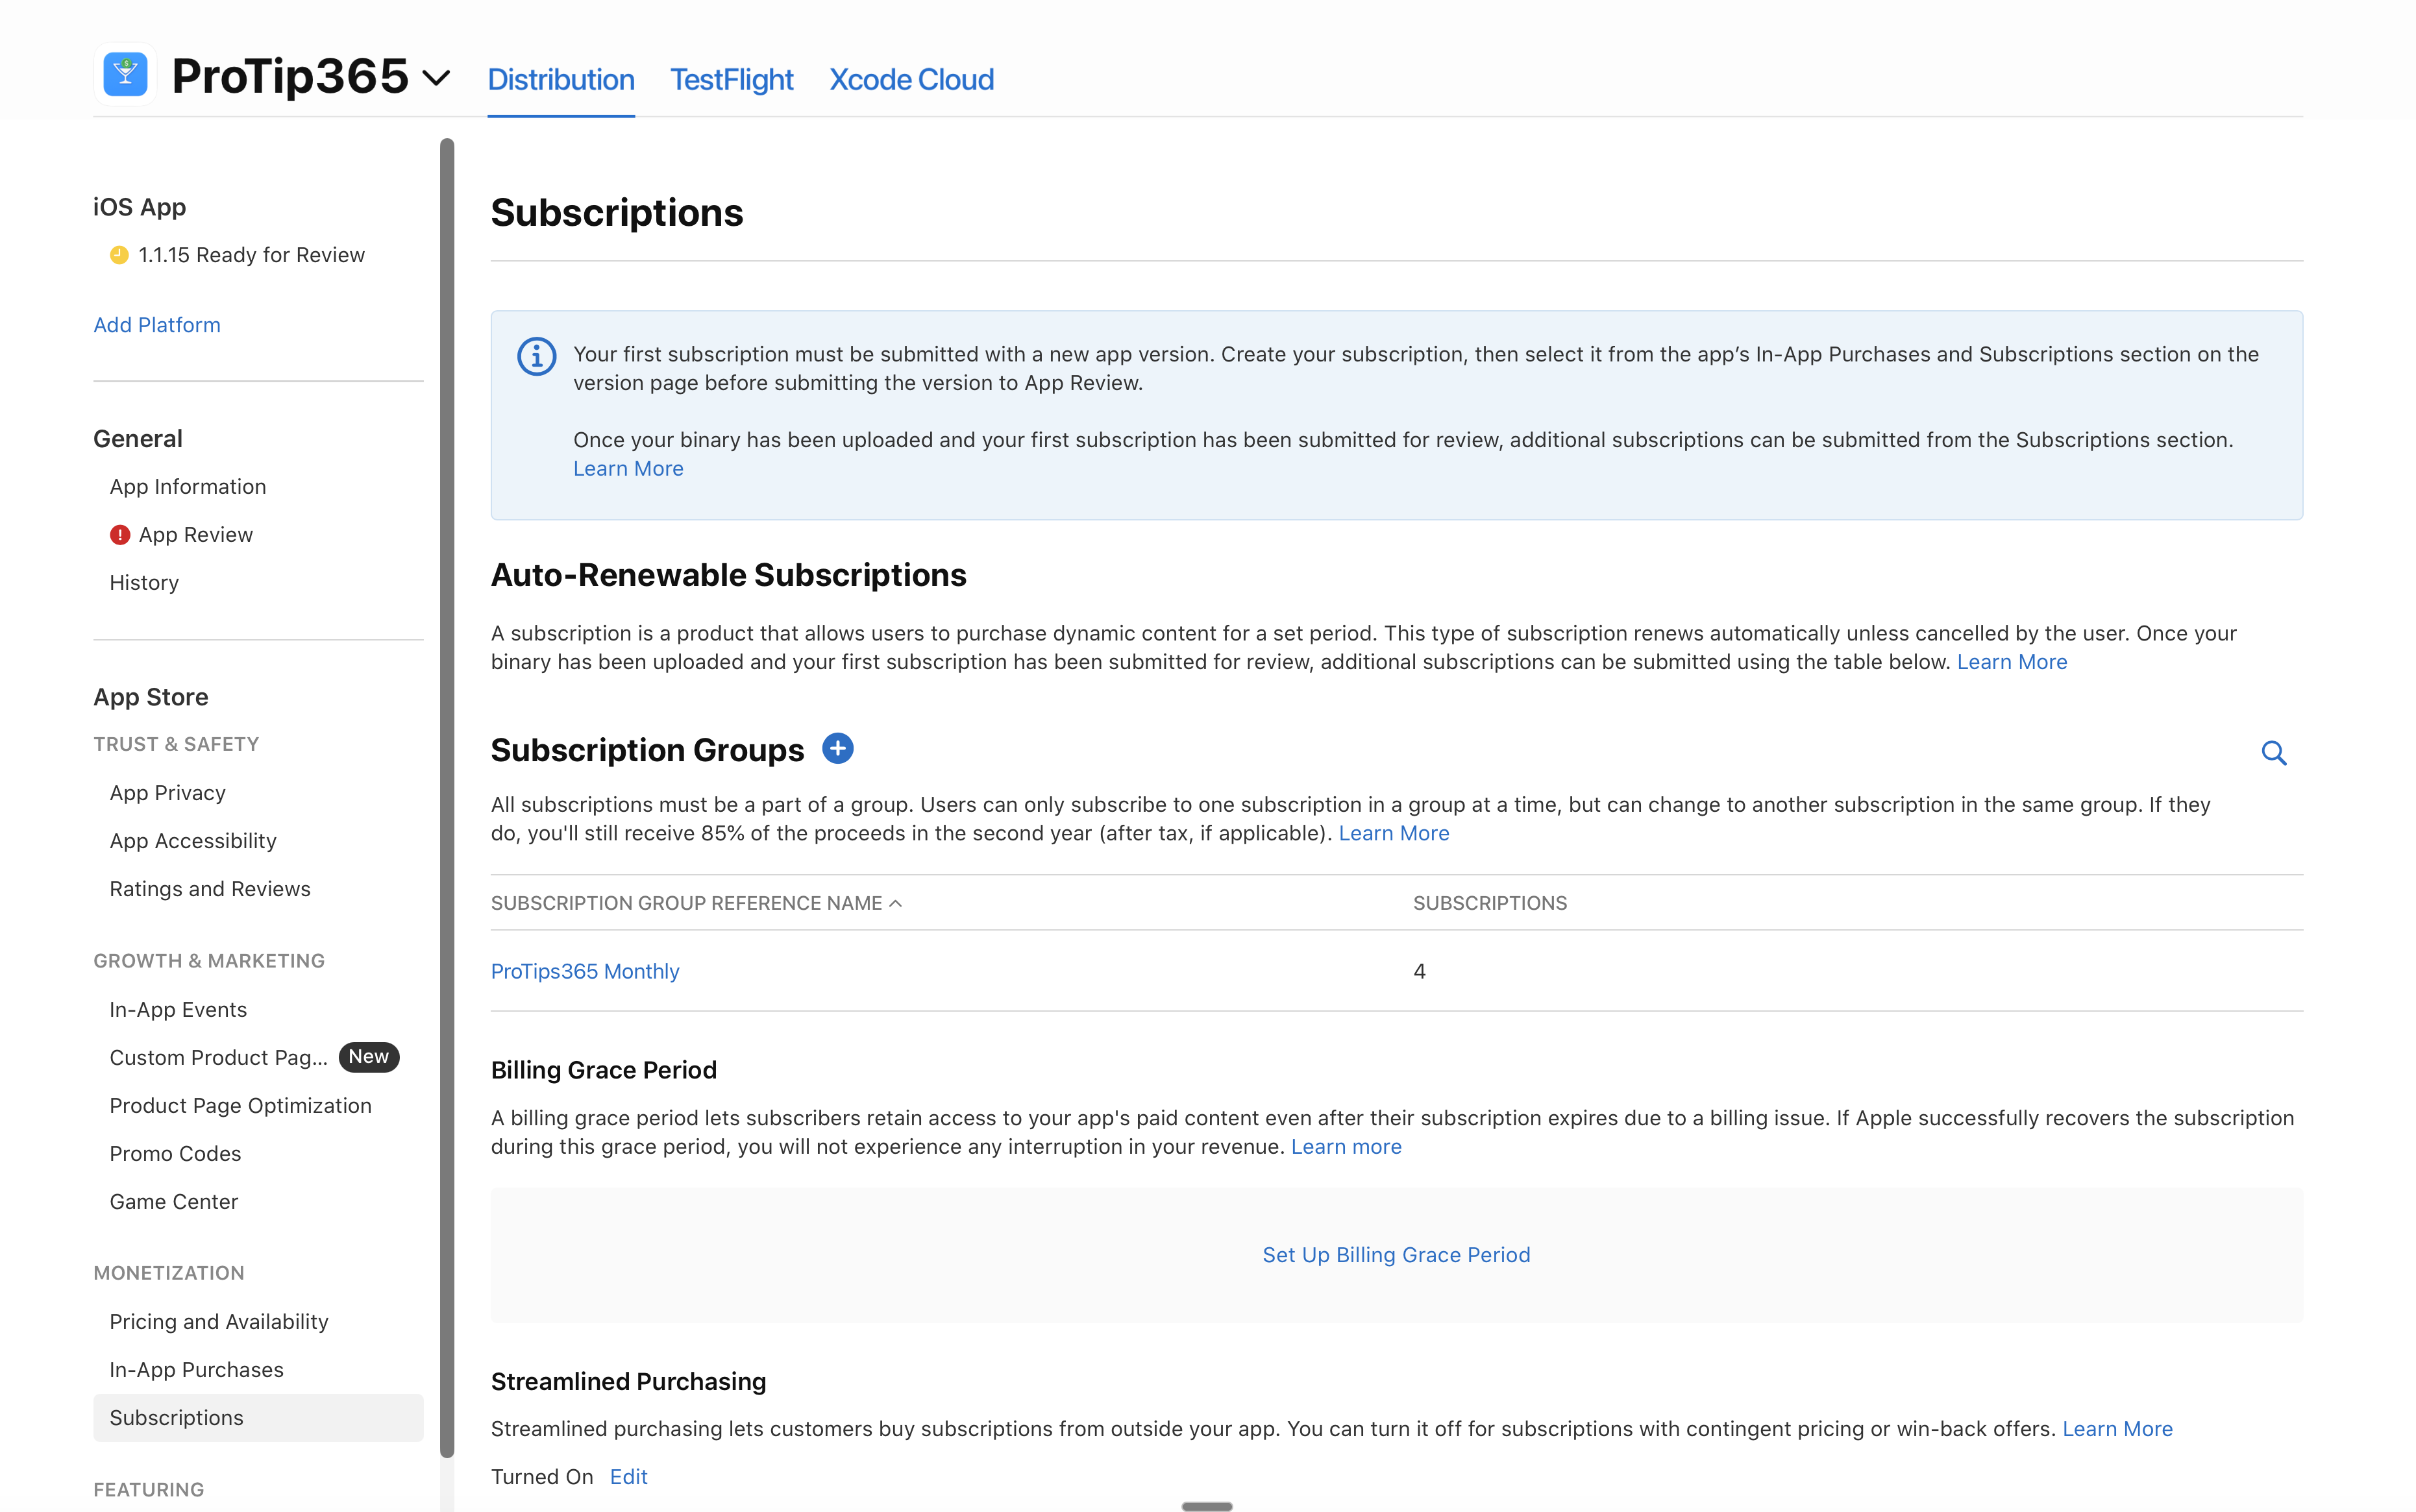 ProTip365
Distribution
TestFlight
Xcode Cloud
iOS App
1.1.15 Ready for Review
Add Platform
General
App Information
App Review
History
App Store
TRUST & SAFETY
App Privacy
App Accessibility
Ratings and Reviews
GROWTH & MARKETING
In-App Events
Custom Product Pag... New
Product Page Optimization
Promo Codes
Game Center
MONETIZATION
Pricing and Availability
In-App Purchases
Subscriptions
FEATURING
Subscriptions
Your first subscription must be submitted with a new app version. Create your subscription, then select it from the app’s In-App Purchases and Subscriptions section on the
version page before submitting the version to App Review.
Once your binary has been uploaded and your first subscription has been submitted for review, additional subscriptions can be submitted from the Subscriptions section.
Learn More
Auto-Renewable Subscriptions
A subscription is a product that allows users to purchase dynamic content for a set period. This type of subscription renews automatically unless cancelled by the user. Once your
binary has been uploaded and your first subscription has been submitted for review, additional subscriptions can be submitted using the table below. Learn More
Subscription Groups
All subscriptions must be a part of a group. Users can only subscribe to one subscription in a group at a time, but can change to another subscription in the same group. If they
do, you'll still receive 85% of the proceeds in the second year (after tax, if applicable). Learn More
SUBSCRIPTION GROUP REFERENCE NAME SUBSCRIPTIONS
ProTips365 Monthly 4
Billing Grace Period
A billing grace period lets subscribers retain access to your app's paid content even after their subscription expires due to a billing issue. If Apple successfully recovers the subscription
during this grace period, you will not experience any interruption in your revenue. Learn more
Set Up Billing Grace Period
Streamlined Purchasing
Streamlined purchasing lets customers buy subscriptions from outside your app. You can turn it off for subscriptions with contingent pricing or win-back offers. Learn More
Turned On Edit